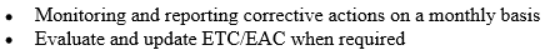 • Monitoring and reporting corrective actions on a monthly basis
• Evaluate and update ETC/EAC when required